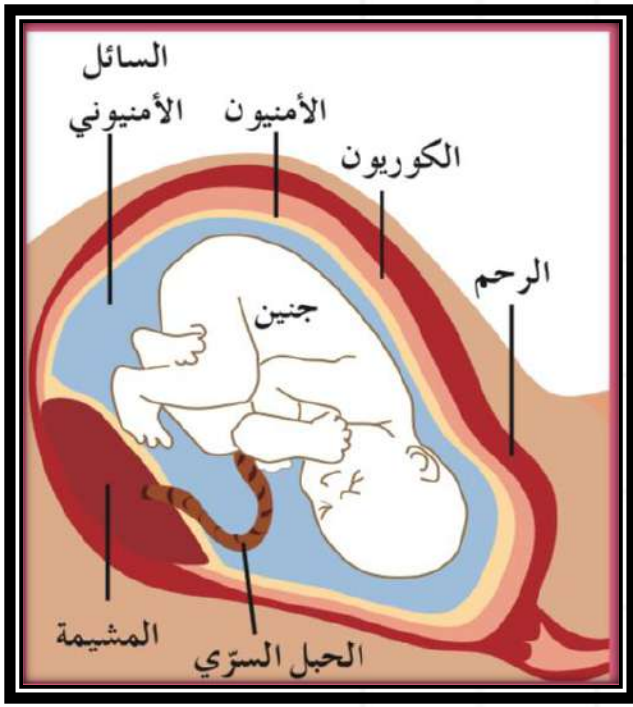 السائل
الأمنيوني
الأمنيون
الكوريون
الرحم
جنين
المشيمة
الحبل السرّي